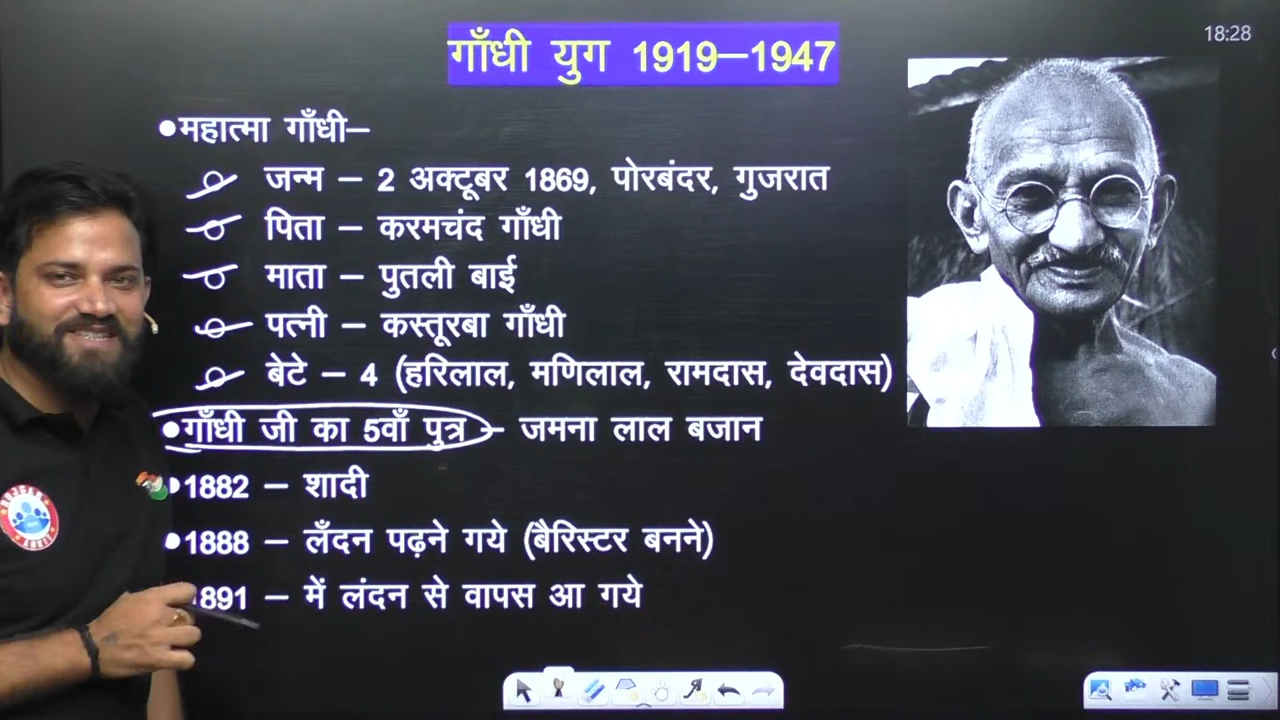 गाँधी युग 1919–1947
18:28
•महात्मा गाँधी–
जन्म – 2 अक्टूबर 1869, पोरबंदर, गुजरात
पिता – करमचंद गाँधी
माता – पुतली बाई
पत्नी – कस्तूरबा गाँधी
बेटे – 4 (हरिलाल, मणिलाल, रामदास, देवदास)
•गाँधी जी का 5वाँ पुत्र – जमना लाल बजान
•1882 – शादी
•1888 – लँदन पढ़ने गये (बैरिस्टर बनने)
1891 – में लंदन से वापस आ गये